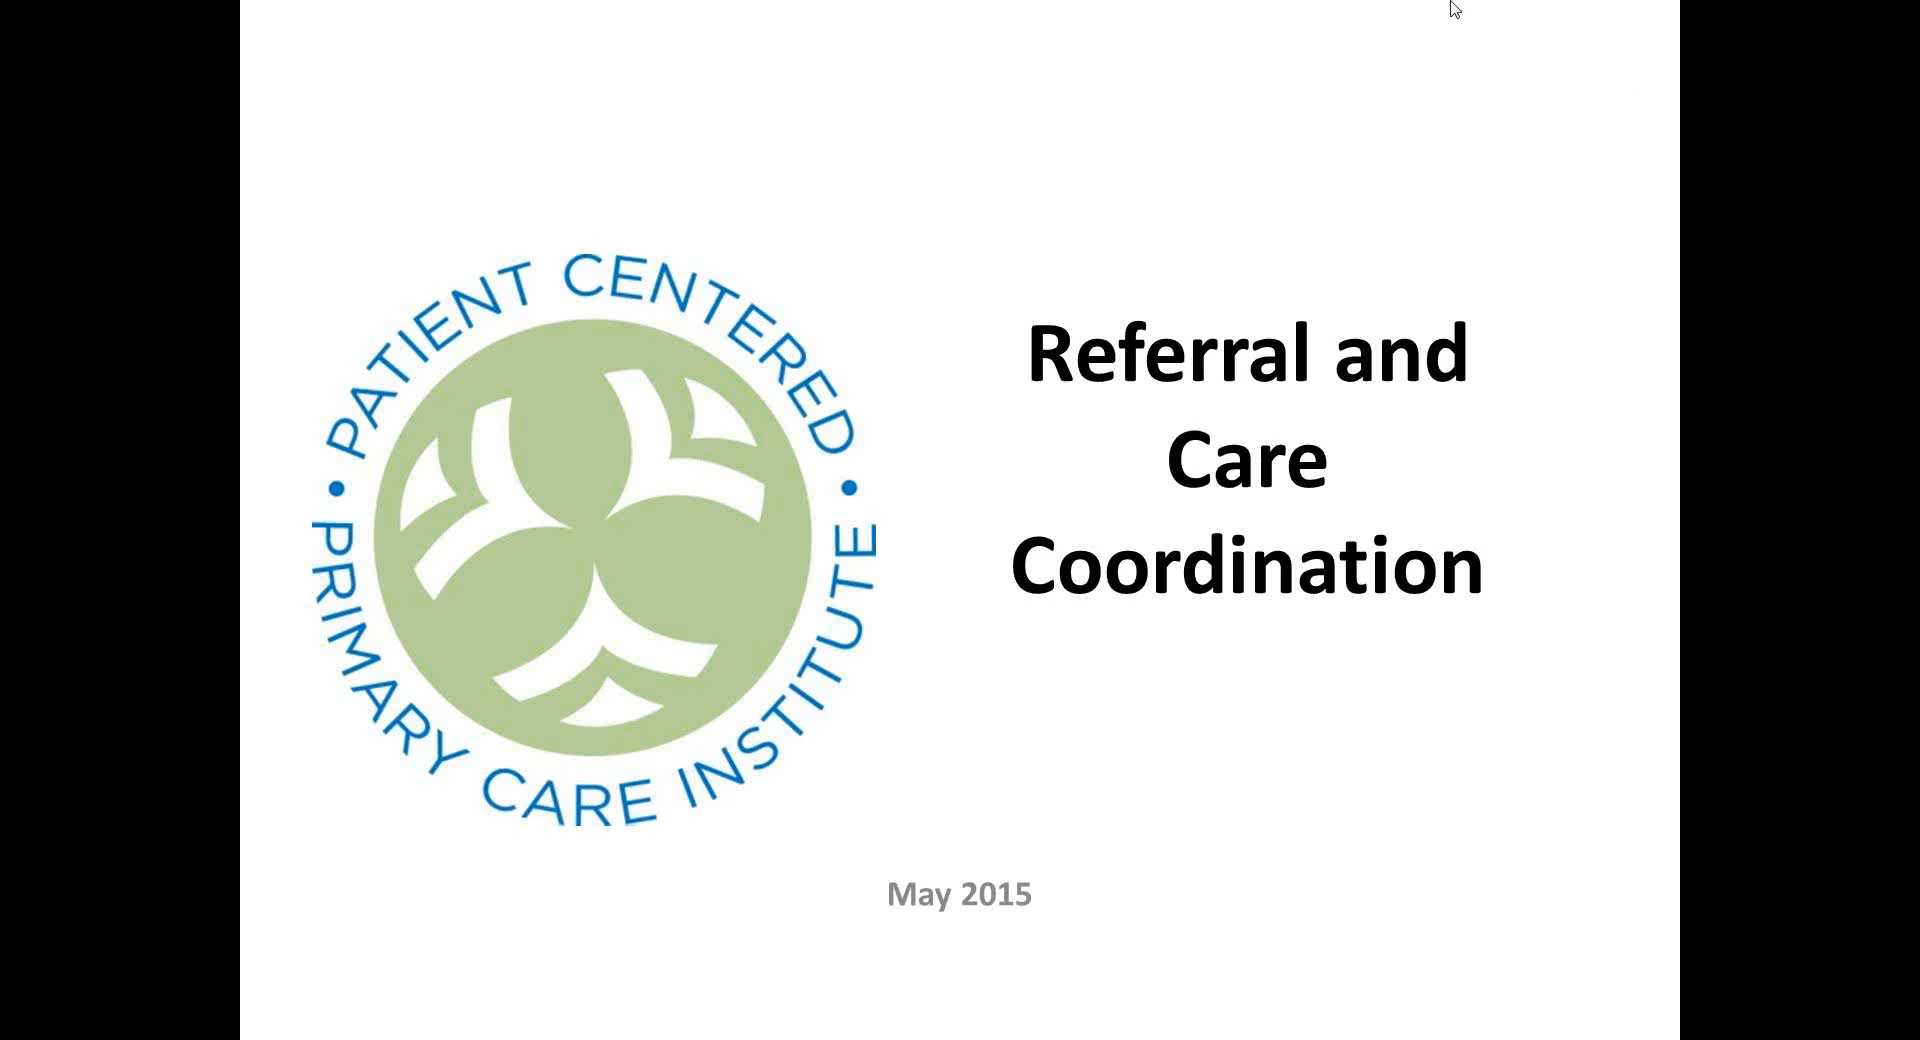 PATIENT CENTERED
• PRIMARY CARE INSTITUTE •
Referral and
Care
Coordination
May 2015